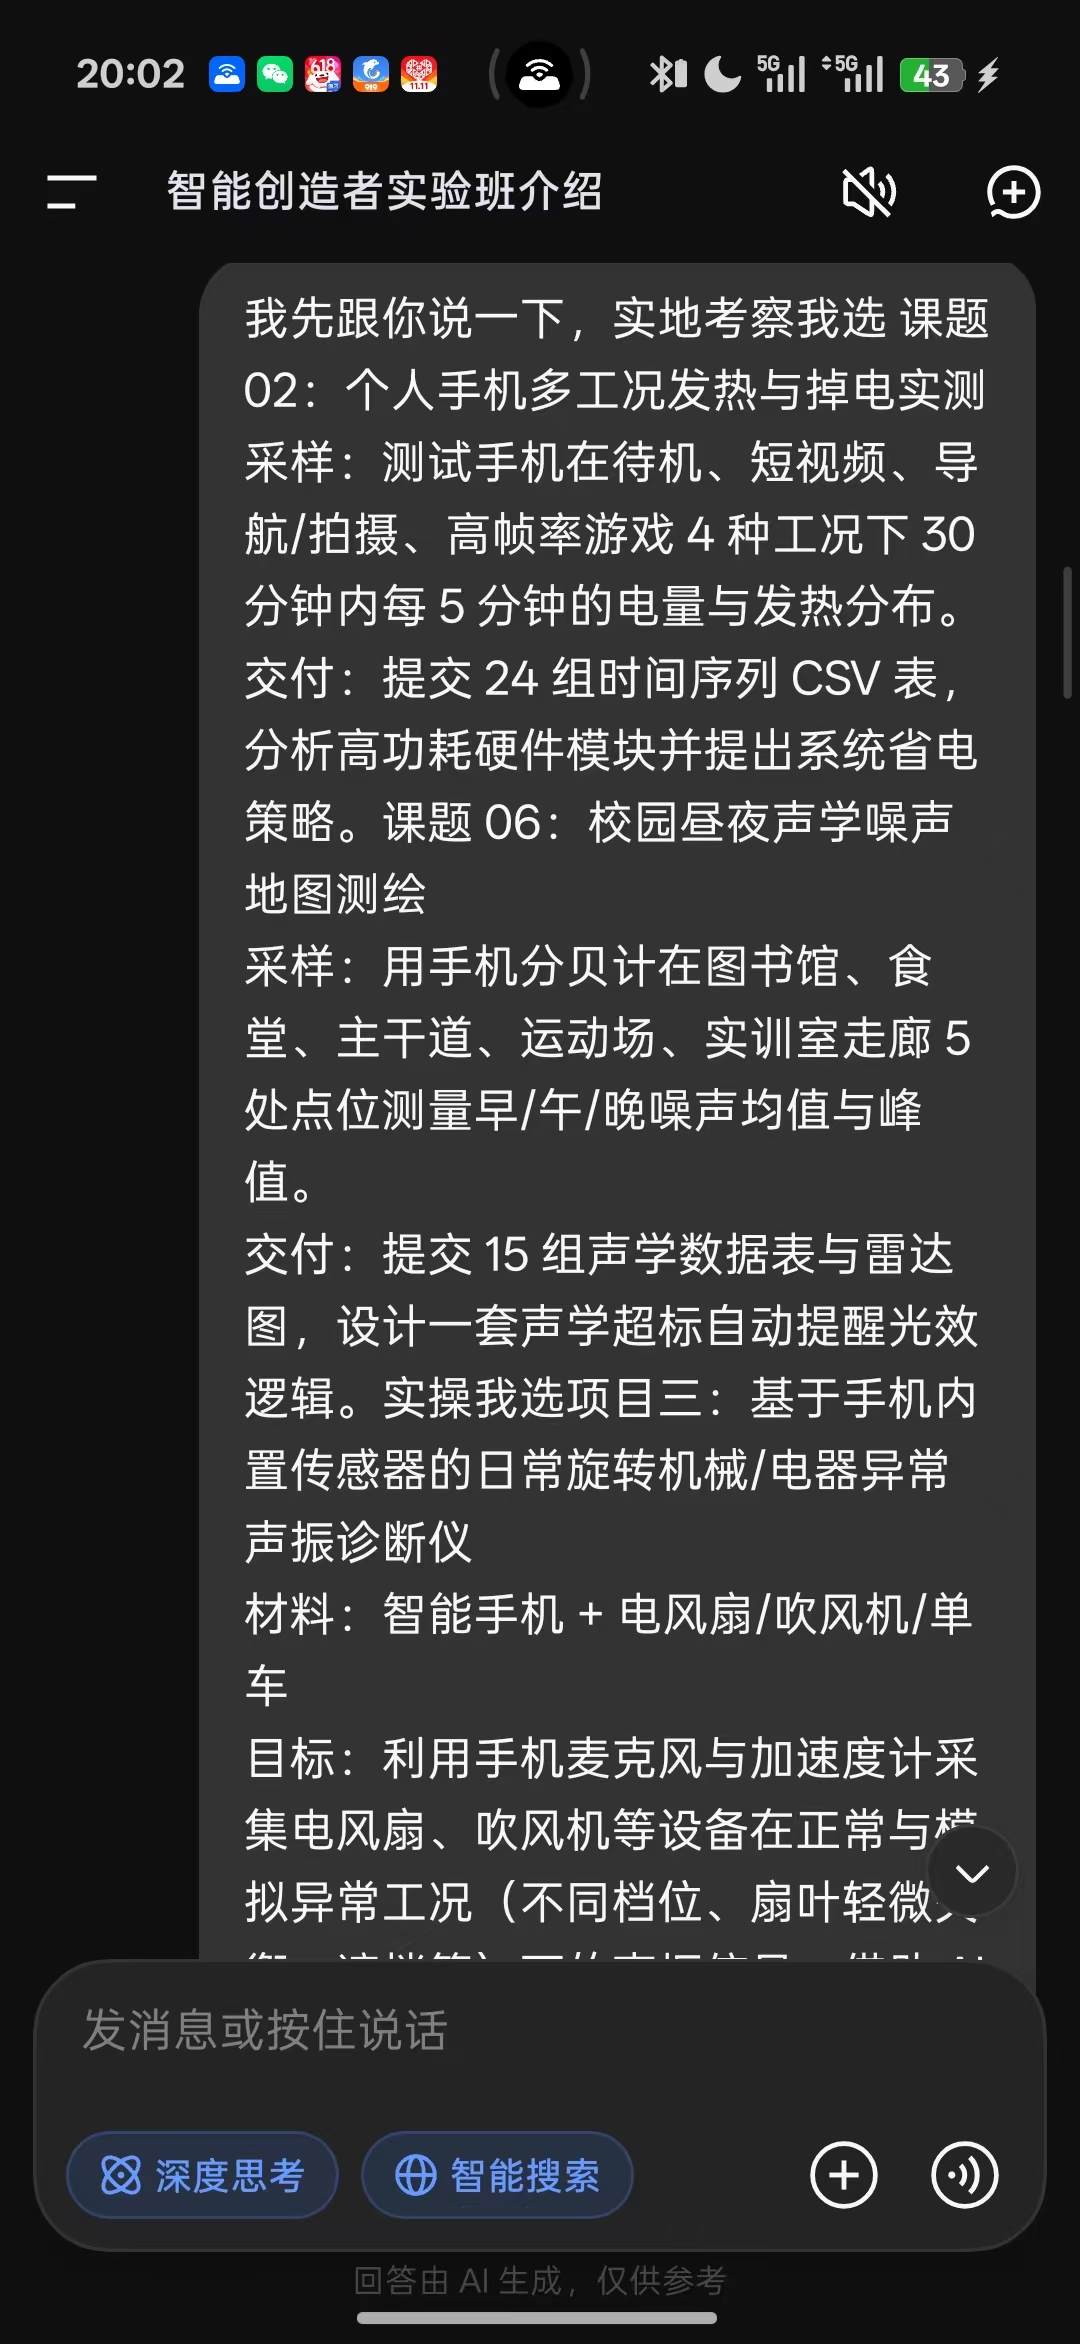 20:02
618
11.11
5G
5G
43
智能创造者实验班介绍
我先跟你说一下，实地考察我选 课题
02：个人手机多工况发热与掉电实测
采样：测试手机在待机、短视频、导
航/拍摄、高帧率游戏 4 种工况下 30
分钟内每 5 分钟的电量与发热分布。
交付：提交 24 组时间序列 CSV 表，
分析高功耗硬件模块并提出系统省电
策略。课题 06：校园昼夜声学噪声
地图测绘
采样：用手机分贝计在图书馆、食
堂、主干道、运动场、实训室走廊 5
处点位测量早/午/晚噪声均值与峰
值。
交付：提交 15 组声学数据表与雷达
图，设计一套声学超标自动提醒光效
逻辑。实操我选项目三：基于手机内
置传感器的日常旋转机械/电器异常
声振诊断仪
材料：智能手机 + 电风扇/吹风机/单
车
目标：利用手机麦克风与加速度计采
集电风扇、吹风机等设备在正常与模
拟异常工况（不同档位、扇叶轻微
发消息或按住说话
深度思考
智能搜索
回答由 AI 生成，仅供参考